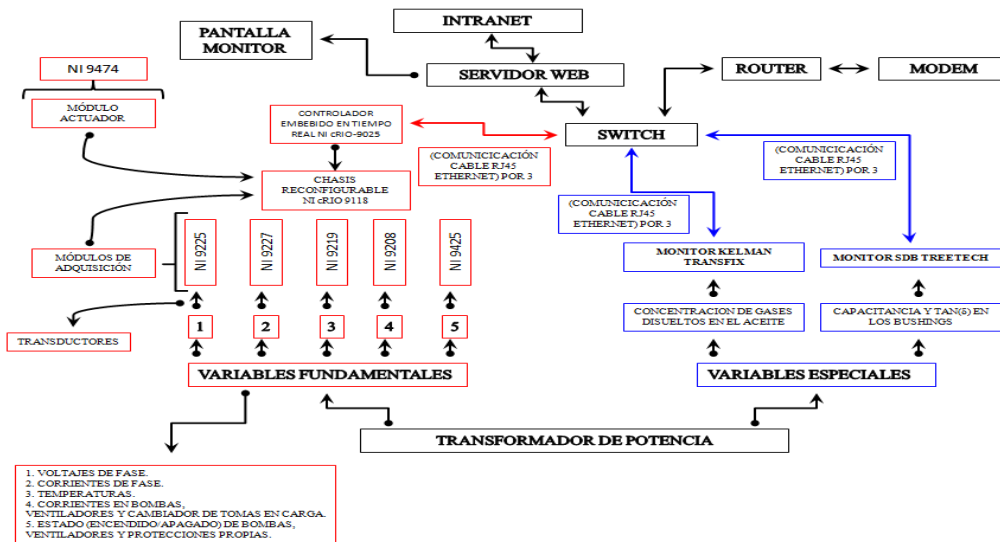 INTRANET
PANTALLA
MONITOR
SERVIDOR WEB
ROUTER
MODEM
NI 9474
MÓDULO
ACTUADOR
CONTROLADOR
EMBEBIDO EN TIEMPO
REAL NI cRIO-9025
SWITCH
(COMUNICICACIÓN
CABLE RJ45
ETHERNET) POR 3
(COMUNICICACIÓN
CABLE RJ45
ETHERNET) POR 3
CHASIS
RECONFIGURABLE
NI cRIO 9118
(COMUNICICACIÓN
CABLE RJ45
ETHERNET) POR 3
MÓDULOS DE
ADQUISICIÓN
NI 9225
NI 9227
NI 9219
NI 9208
NI 9425
MONITOR KELMAN
TRANSFIX
MONITOR SDB TREETECH
TRANSDUCTORES
1
2
3
4
5
CONCENTRACION DE GASES
DISUELTOS EN EL ACEITE
CAPACITANCIA Y TAN(δ) EN
LOS BUSHINGS
VARIABLES FUNDAMENTALES
VARIABLES ESPECIALES
TRANSFORMADOR DE POTENCIA
1. VOLTAJES DE FASE.
2. CORRIENTES DE FASE.
3. TEMPERATURAS.
4. CORRIENTES EN BOMBAS,
VENTILADORES Y CAMBIADOR DE TOMAS EN CARGA.
5. ESTADO (ENCENDIDO/APAGADO) DE BOMBAS,
VENTILADORES Y PROTECCIONES PROPIAS.